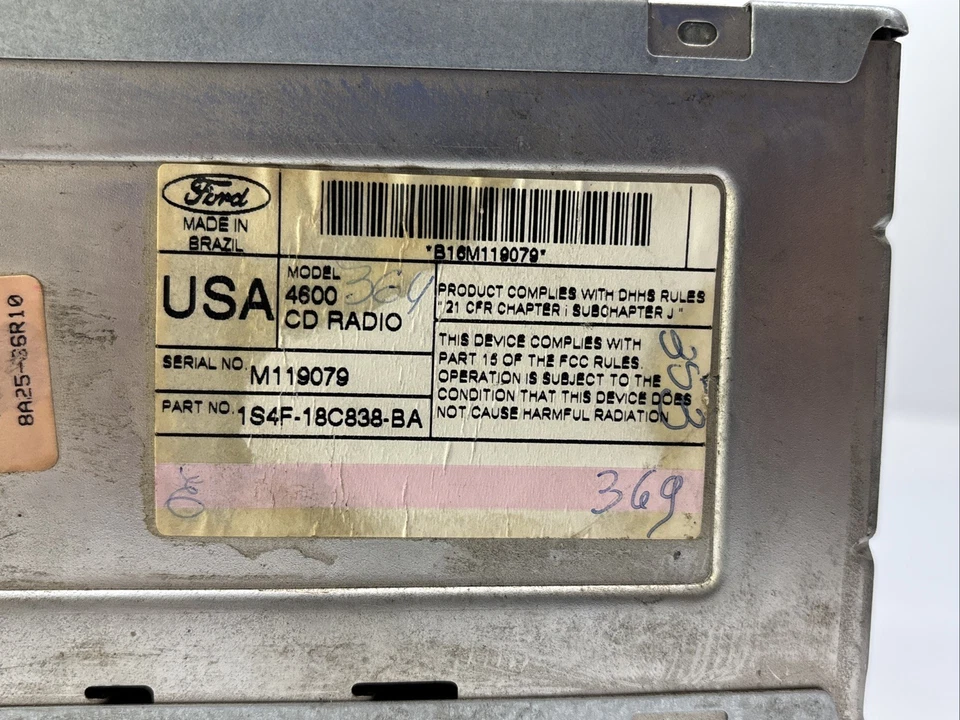 Ford
MADE IN
BRAZIL
*B16M119079*
USA
MODEL
4600
364
CD RADIO
PRODUCT COMPLIES WITH DHHS RULES
" 21 CFR CHAPTER i SUBCHAPTER J "
THIS DEVICE COMPLIES WITH
PART 15 OF THE FCC RULES.
OPERATION IS SUBJECT TO THE
CONDITION THAT THIS DEVICE DOES
NOT CAUSE HARMFUL RADIATION
SERIAL NO. M119079
PART NO. 1S4F-18C838-BA
369